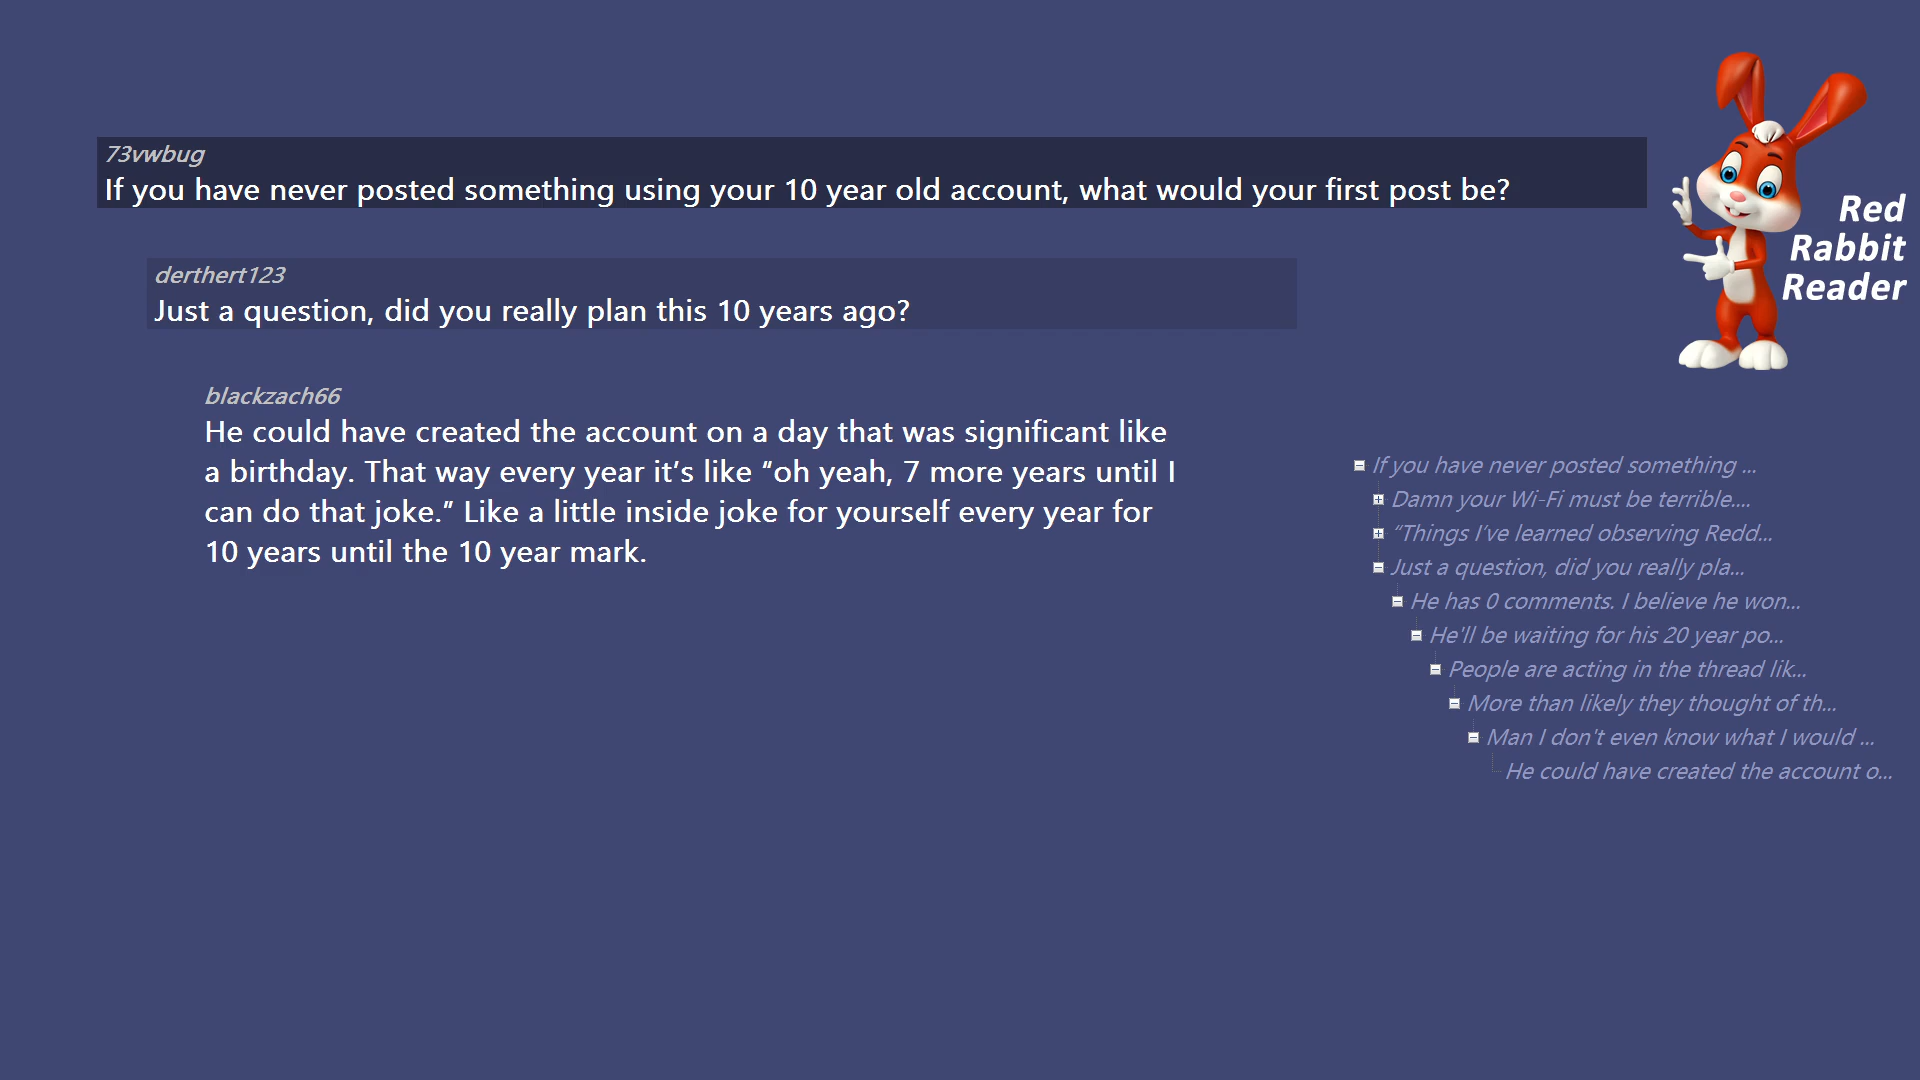 73vwbug
If you have never posted something using your 10 year old account, what would your first post be?
derthert123
Just a question, did you really plan this 10 years ago?
blackzach66
He could have created the account on a day that was significant like
a birthday. That way every year it’s like “oh yeah, 7 more years until I
can do that joke.” Like a little inside joke for yourself every year for
10 years until the 10 year mark.
Red
Rabbit
Reader
If you have never posted something ...
Damn your Wi-Fi must be terrible....
“Things I’ve learned observing Redd...
Just a question, did you really pla...
He has 0 comments. I believe he won...
He'll be waiting for his 20 year po...
People are acting in the thread lik...
More than likely they thought of th...
Man I don't even know what I would ...
He could have created the account o...